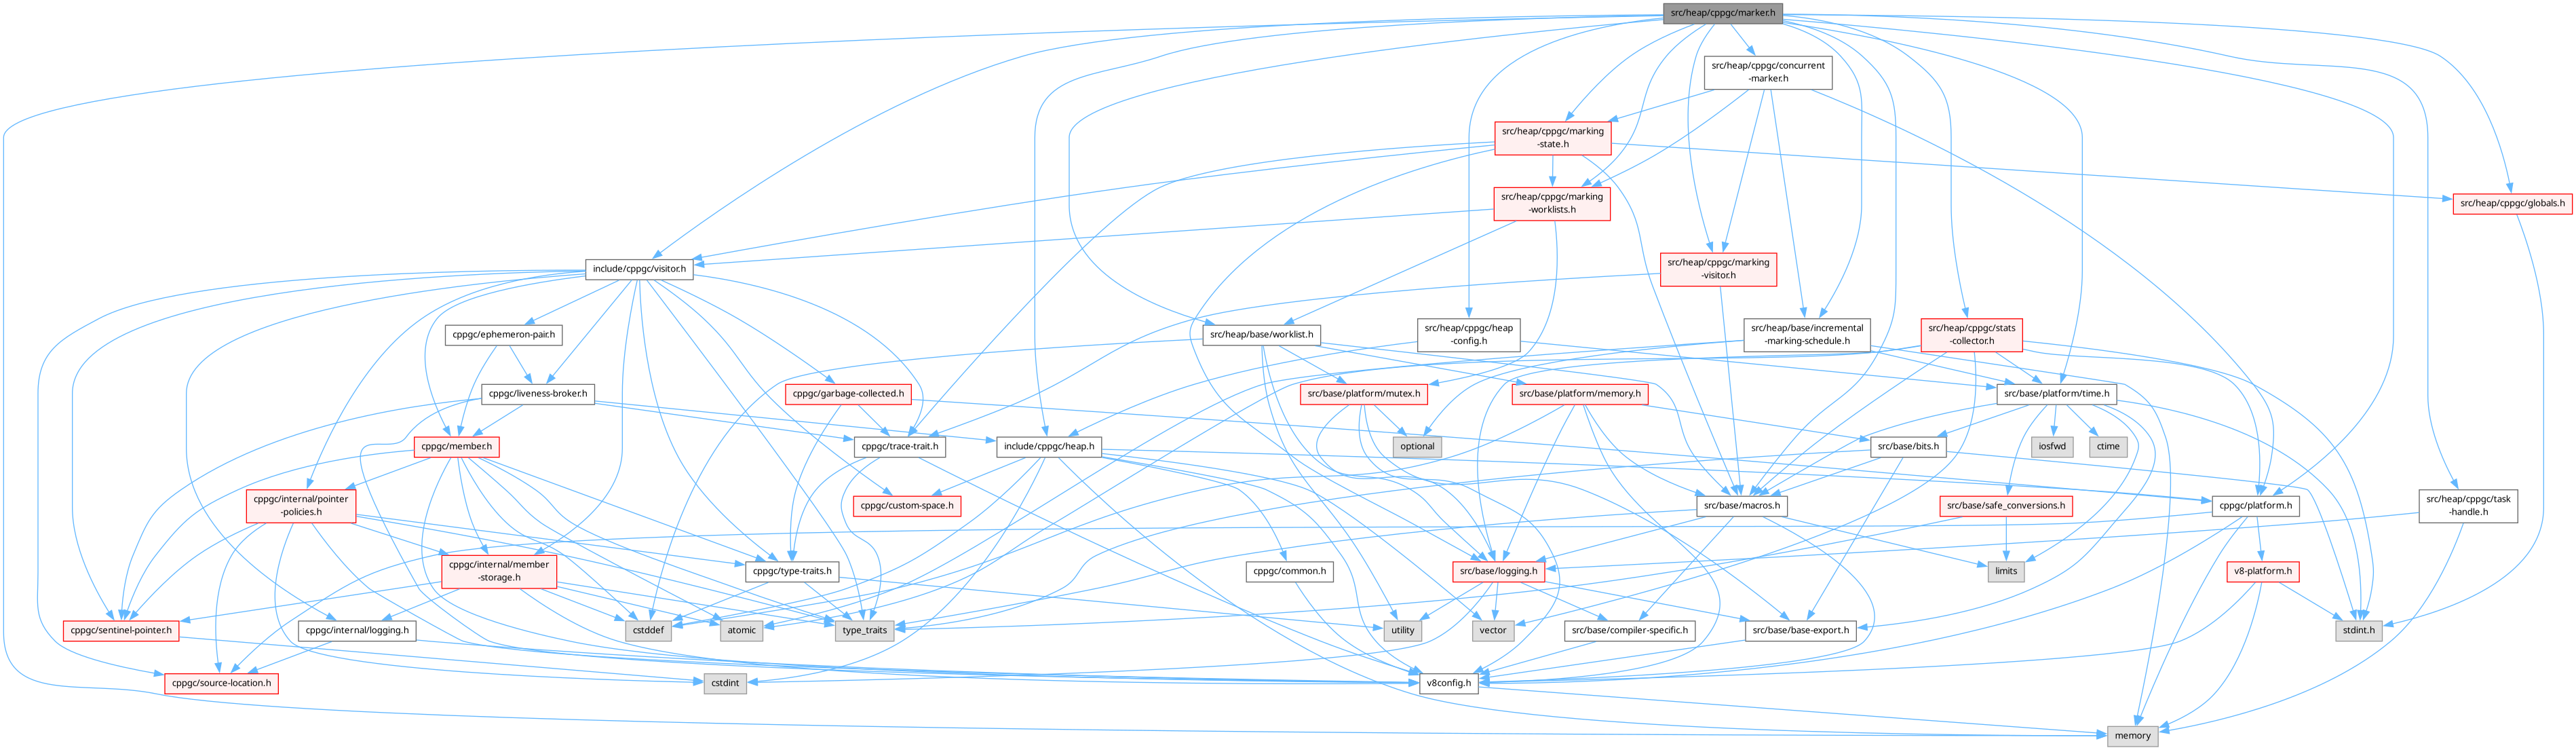 src/heap/cppgc/marker.h
src/heap/cppgc/concurrent
-marker.h
src/heap/cppgc/marking
-state.h
src/heap/cppgc/marking
-worklists.h
src/heap/cppgc/globals.h
include/cppgc/visitor.h
src/heap/cppgc/marking
-visitor.h
cppgc/ephemeron-pair.h
src/heap/base/worklist.h
src/heap/cppgc/heap
-config.h
src/heap/base/incremental
-marking-schedule.h
src/heap/cppgc/stats
-collector.h
cppgc/liveness-broker.h
cppgc/garbage-collected.h
src/base/platform/mutex.h
src/base/platform/memory.h
src/base/platform/time.h
cppgc/member.h
cppgc/trace-trait.h
include/cppgc/heap.h
optional
src/base/bits.h
iosfwd
ctime
cppgc/internal/pointer
-policies.h
cppgc/custom-space.h
src/base/macros.h
src/base/safe_conversions.h
cppgc/platform.h
src/heap/cppgc/task
-handle.h
cppgc/internal/member
-storage.h
cppgc/type-traits.h
cppgc/common.h
src/base/logging.h
limits
v8-platform.h
cppgc/sentinel-pointer.h
cppgc/internal/logging.h
cstddef
atomic
type_traits
utility
vector
src/base/compiler-specific.h
src/base/base-export.h
stdint.h
cppgc/source-location.h
cstdint
v8config.h
memory